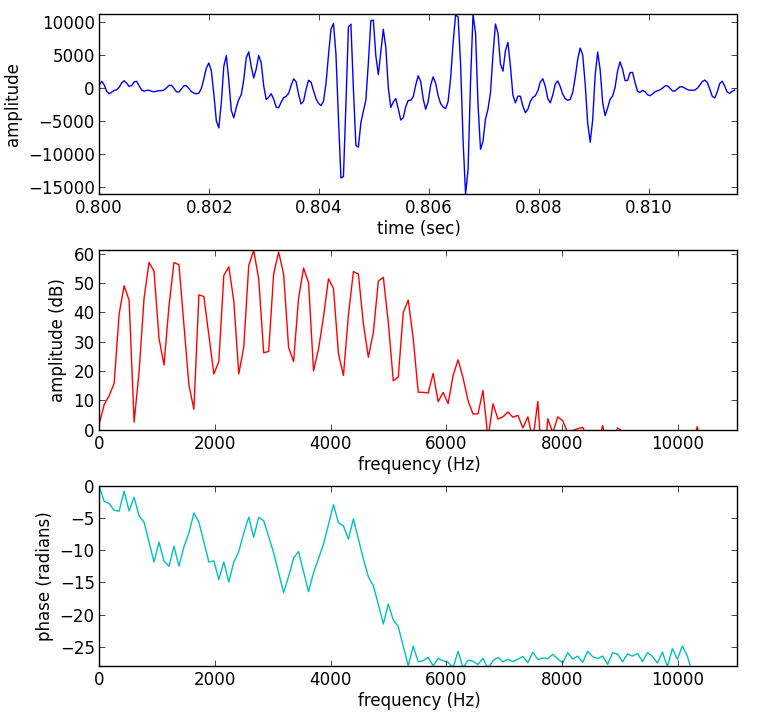 10000
5000
0
−5000
−10000
−15000
amplitude
0.800 0.802 0.804 0.806 0.808 0.810
time (sec)
60
50
40
30
20
10
0
amplitude (dB)
0 2000 4000 6000 8000 10000
frequency (Hz)
0
−5
−10
−15
−20
−25
phase (radians)
0 2000 4000 6000 8000 10000
frequency (Hz)